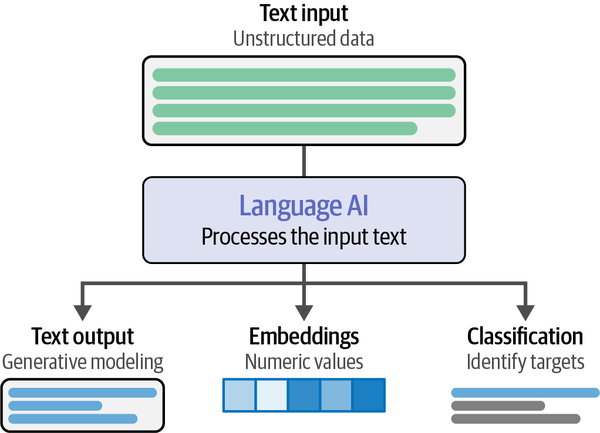 Text input
Unstructured data
Language AI
Processes the input text
Text output
Generative modeling
Embeddings
Numeric values
Classification
Identify targets